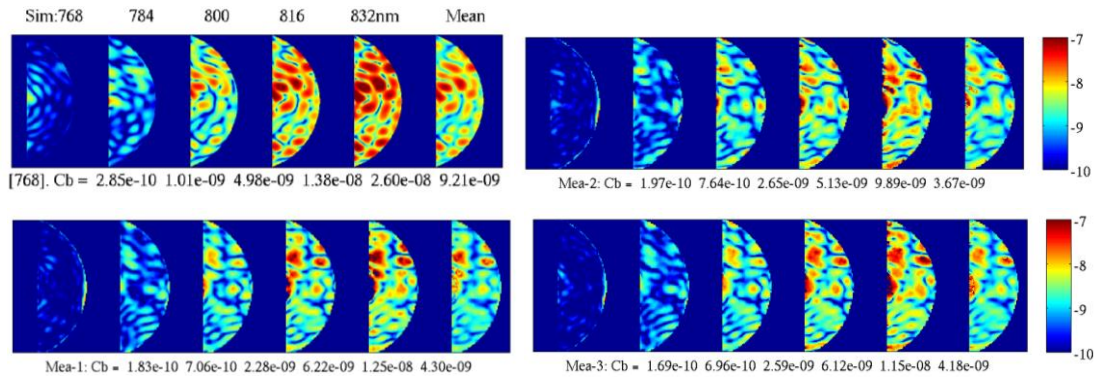 Sim:768 784 800 816 832nm Mean
-7
-8
-9
-10
[768]. Cb = 2.85e-10 1.01e-09 4.98e-09 1.38e-08 2.60e-08 9.21e-09
Mea-2: Cb = 1.97e-10 7.64e-10 2.65e-09 5.13e-09 9.89e-09 3.67e-09
-7
-8
-9
-10
Mea-1: Cb = 1.83e-10 7.06e-10 2.28e-09 6.22e-09 1.25e-08 4.30e-09
Mea-3: Cb = 1.69e-10 6.96e-10 2.59e-09 6.12e-09 1.15e-08 4.18e-09